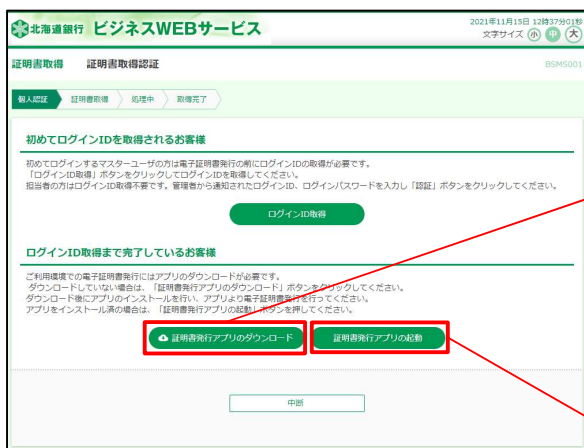 北海道銀行 ビジネスWEBサービス
2021年11月15日 12時37分01秒
文字サイズ 小 中 大
証明書取得 証明書取得認証
BSMS001
個人認証 証明書取得 処理中 取得完了
初めてログインIDを取得されるお客様
初めてログインするマスターユーザの方は電子証明書発行の前にログインIDの取得が必要です。
「ログインID取得」ボタンをクリックしてログインIDを取得してください。
担当者の方はログインID取得不要です。管理者から通知されたログインID、ログインパスワードを入力し「認証」ボタンをクリックしてください。
ログインID取得
ログインID取得まで完了しているお客様
ご利用環境での電子証明書発行にはアプリのダウンロードが必要です。
ダウンロードしていない場合は、「証明書発行アプリのダウンロード」ボタンをクリックしてください。
ダウンロード後にアプリのインストールを行い、アプリより電子証明書発行を行ってください。
アプリをインストール済の場合は、「証明書発行アプリの起動」ボタンを押してください。
証明書発行アプリのダウンロード 証明書発行アプリの起動
中断